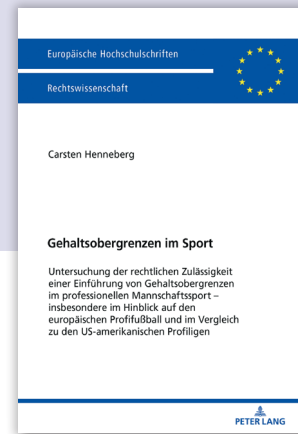 Europäische Hochschulschriften
Rechtswissenschaft
Carsten Henneberg
Gehaltsobergrenzen im Sport
Untersuchung der rechtlichen Zulässigkeit
einer Einführung von Gehaltsobergrenzen
im professionellen Mannschaftssport –
insbesondere im Hinblick auf den
europäischen Profifußball und im Vergleich
zu den US-amerikanischen Profiligen
PETER LANG